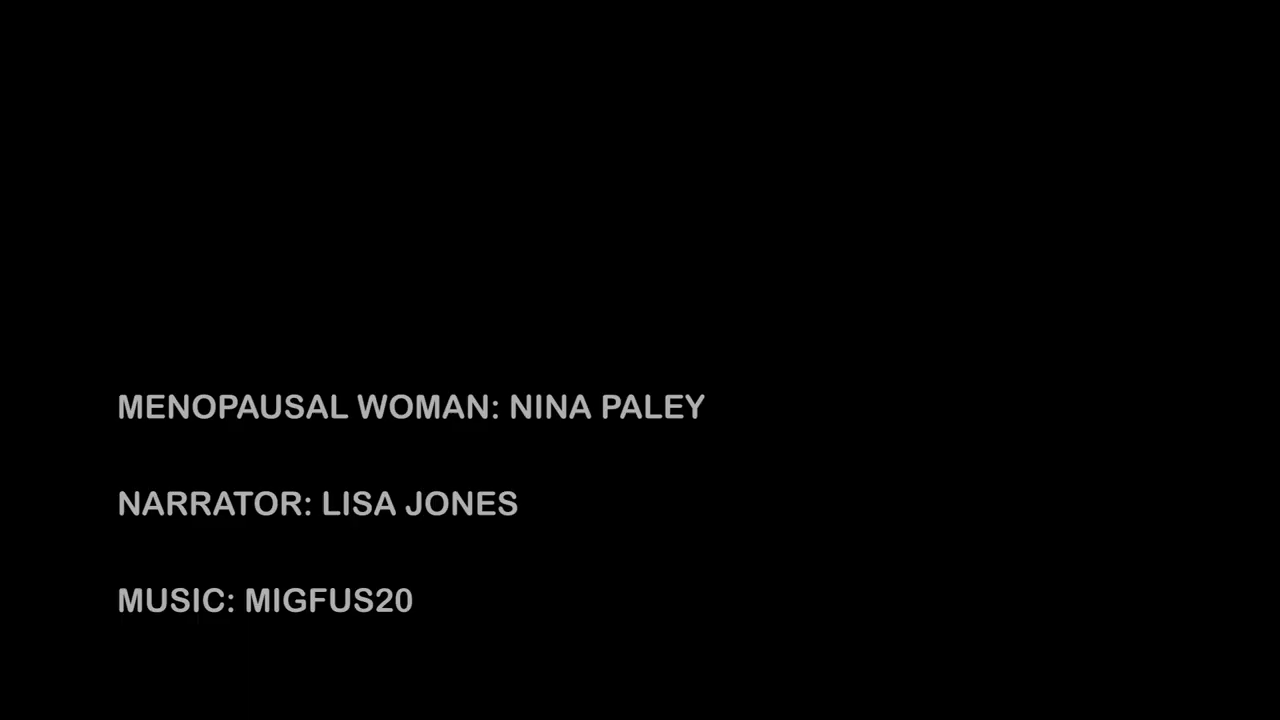 MENOPAUSAL WOMAN: NINA PALEY
NARRATOR: LISA JONES
MUSIC: MIGFUS20